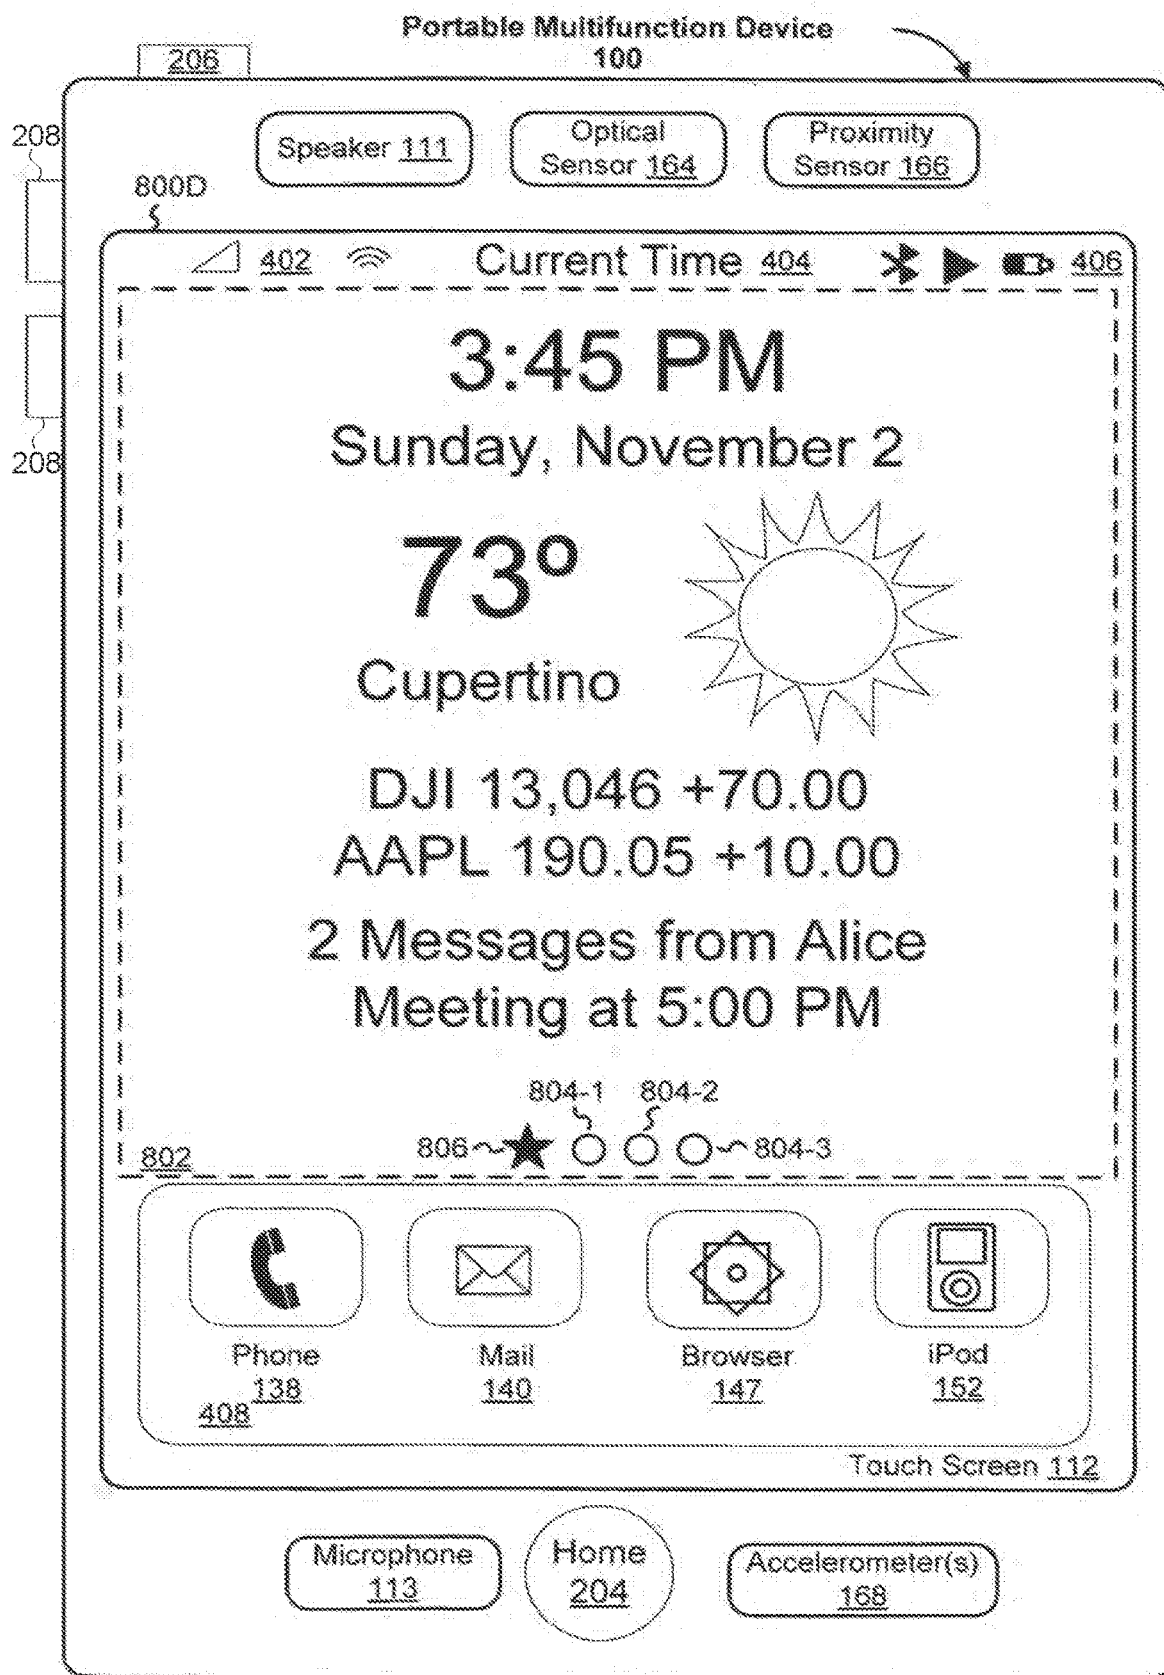 Portable Multifunction Device
100
206
208
Speaker 111
Optical
Sensor 164
Proximity
Sensor 166
800D
402
Current Time 404
406
3:45 PM
Sunday, November 2
208
73º
Cupertino
DJI 13,046 +70.00
AAPL 190.05 +10.00
2 Messages from Alice
Meeting at 5:00 PM
804-1
804-2
806
804-3
802
Phone
138
Mail
140
Browser
147
iPod
152
408
Touch Screen 112
Microphone
113
Home
204
Accelerometer(s)
168